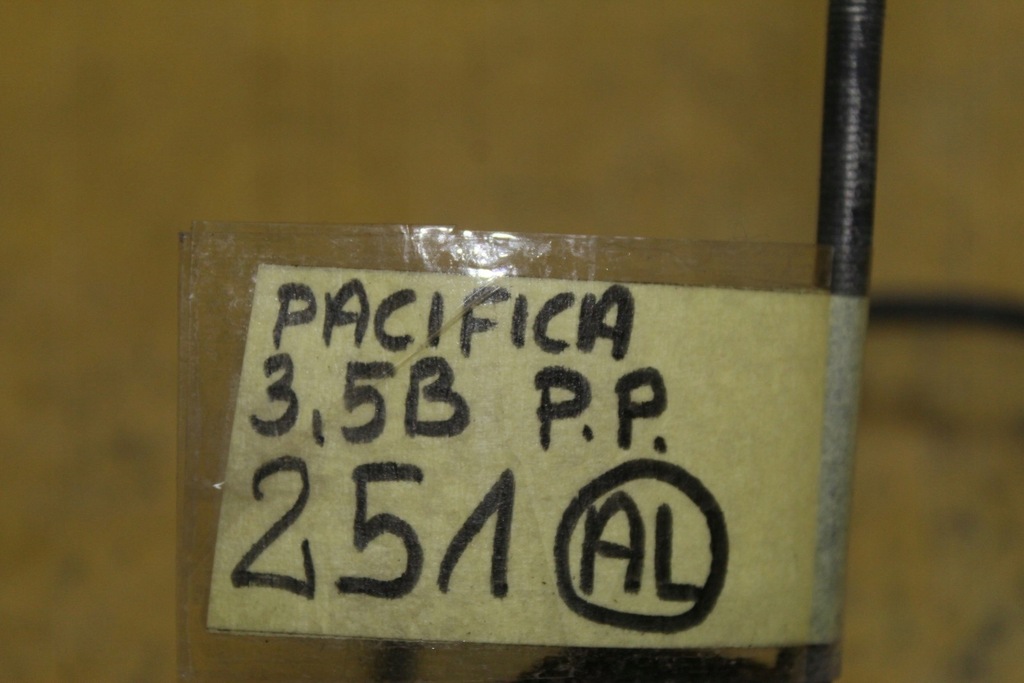 PACIFICA
3,5B P.P.
251 AL